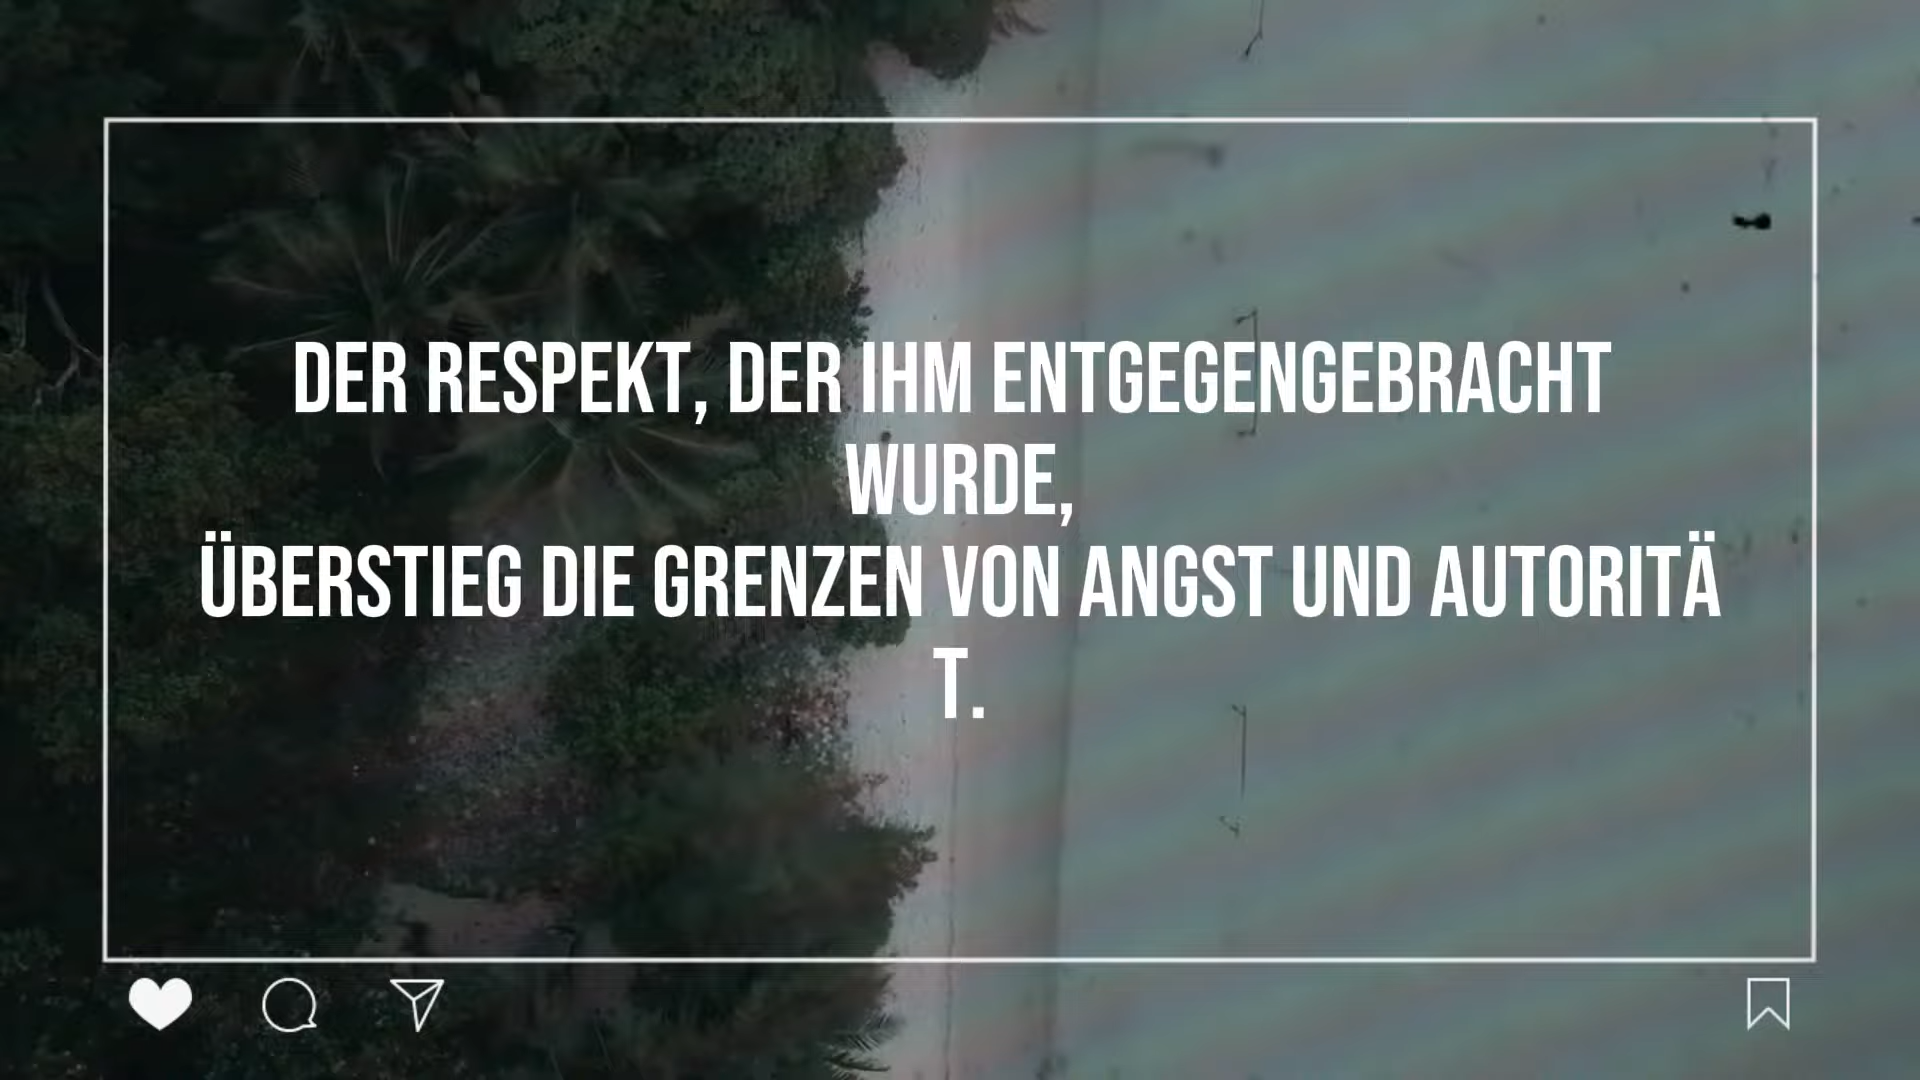 DER RESPEKT, DER IHM ENTGEGENGEBRACHT
WURDE,
ÜBERSTIEG DIE GRENZEN VON ANGST UND AUTORITÄ
T.